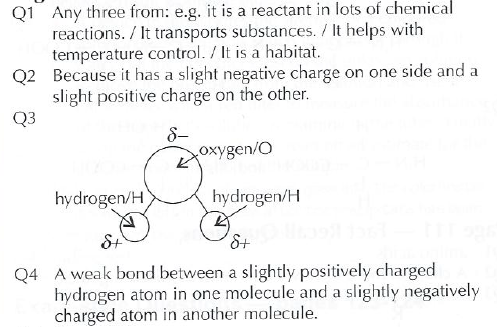 Q1 Any three from: e.g. it is a reactant in lots of chemical
reactions. / It transports substances. / It helps with
temperature control. / It is a habitat.
Q2 Because it has a slight negative charge on one side and a
slight positive charge on the other.
Q3
δ–
oxygen/O
hydrogen/H hydrogen/H
δ+ δ+
Q4 A weak bond between a slightly positively charged
hydrogen atom in one molecule and a slightly negatively
charged atom in another molecule.